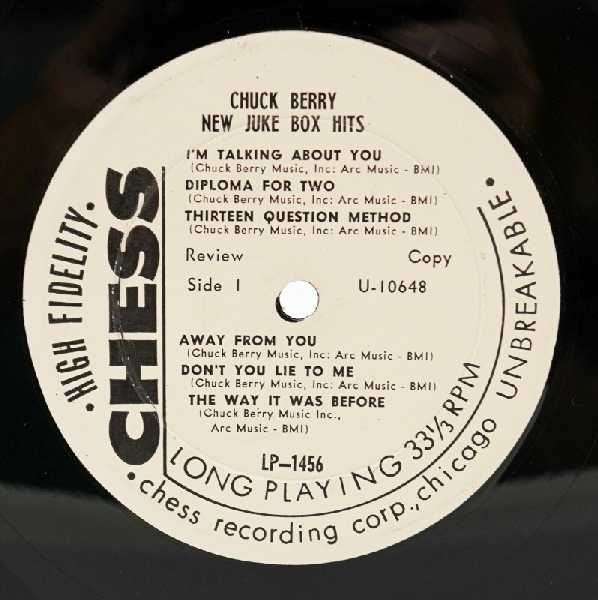 CHUCK BERRY
NEW JUKE BOX HITS
I'M TALKING ABOUT YOU
(Chuck Berry Music, Inc: Arc Music - BMI)
DIPLOMA FOR TWO
(Chuck Berry Music, Inc: Arc Music - BMI)
THIRTEEN QUESTION METHOD
(Chuck Berry Music, Inc: Arc Music - BMI)
Review Copy
Side 1 U-10648
AWAY FROM YOU
(Chuck Berry Music, Inc: Arc Music - BMI)
DON'T YOU LIE TO ME
(Chuck Berry Music, Inc: Arc Music - BMI)
THE WAY IT WAS BEFORE
(Chuck Berry Music Inc.,
Arc Music - BMI)
LP-1456
CHESS
LONG PLAYING 33⅓ RPM
•HIGH FIDELITY•
•chess recording corp., chicago UNBREAKABLE•